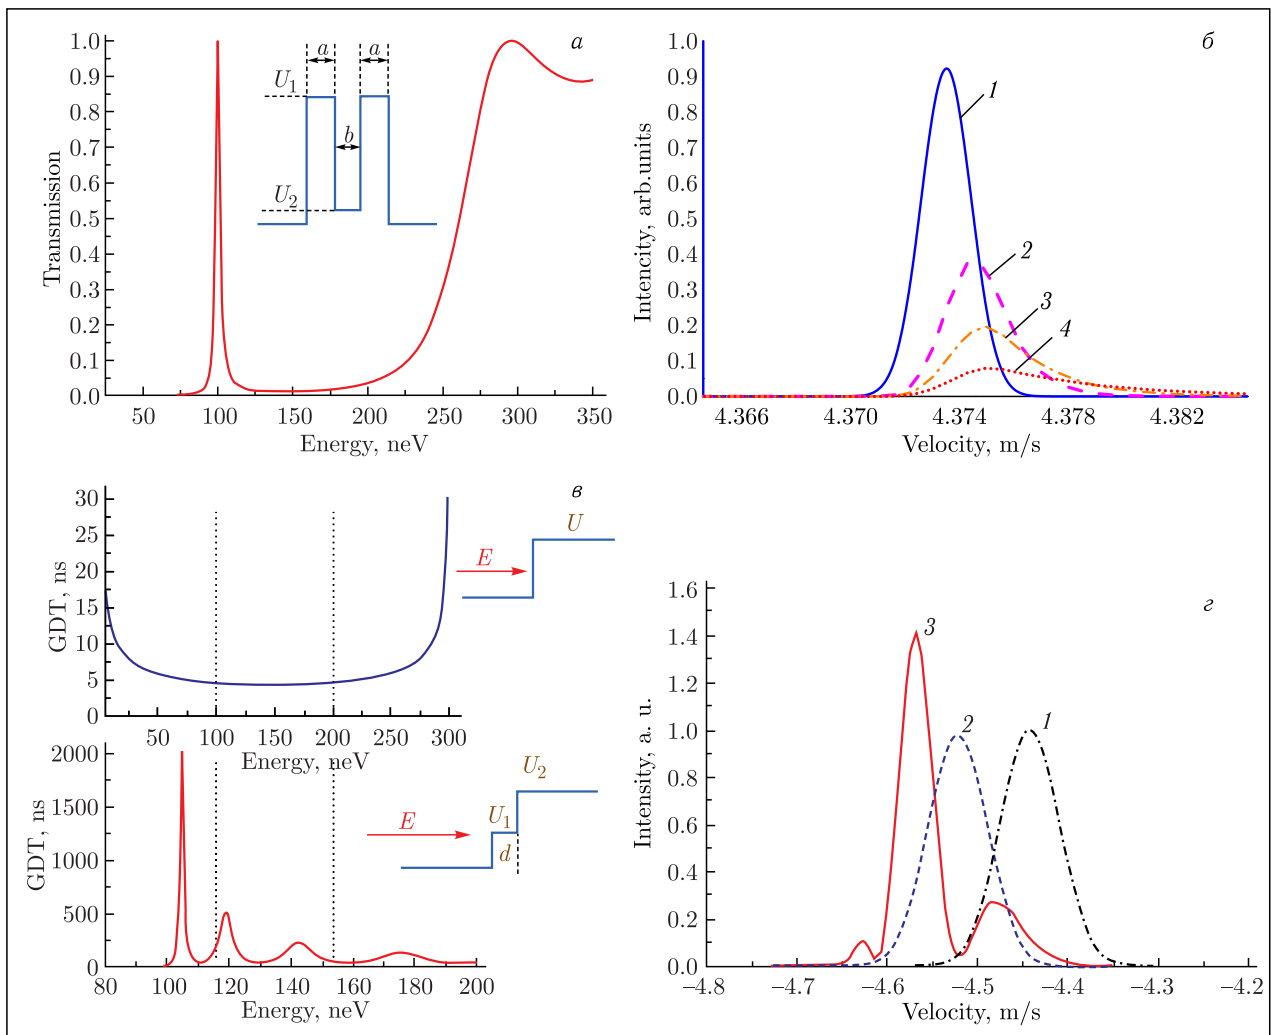 а
1.0
0.9
0.8
0.7
0.6
0.5
0.4
0.3
0.2
0.1
0.0
Transmission
50 100 150 200 250 300 350
Energy, neV
a a
U1
b
U2
б
1.0
0.9
0.8
0.7
0.6
0.5
0.4
0.3
0.2
0.1
0.0
Intencity, arb.units
1
2
3
4
4.366 4.370 4.374 4.378 4.382
Velocity, m/s
в
30
25
20
15
10
5
0
GDT, ns
50 100 150 200 250 300
Energy, neV
U
E
2000
1500
1000
500
0
GDT, ns
80 100 120 140 160 180 200
Energy, neV
U2
E
U1
d
г
1.6
1.4
1.2
1.0
0.8
0.6
0.4
0.2
0.0
Intensity, a. u.
3
2
1
–4.8 –4.7 –4.6 –4.5 –4.4 –4.3 –4.2
Velocity, m/s